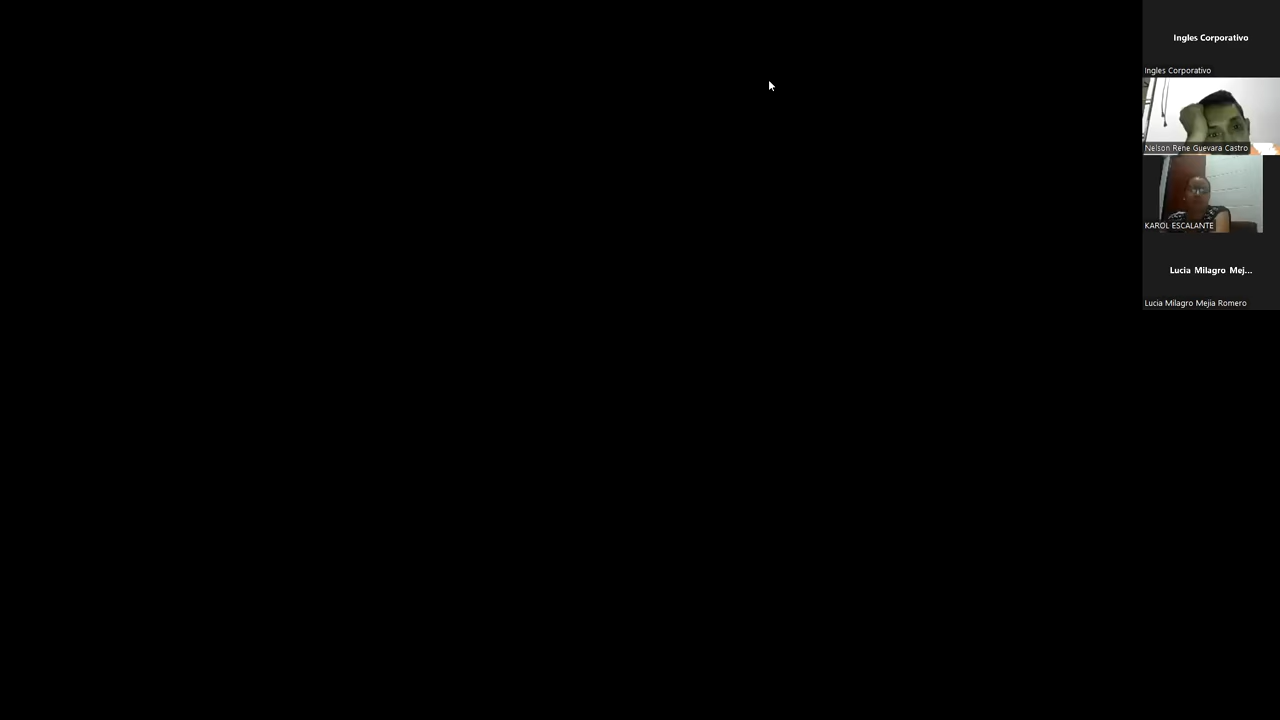 Ingles Corporativo
Ingles Corporativo
Nelson Rene Guevara Castro
KAROL ESCALANTE
Lucia Milagro Mej...
Lucia Milagro Mejia Romero